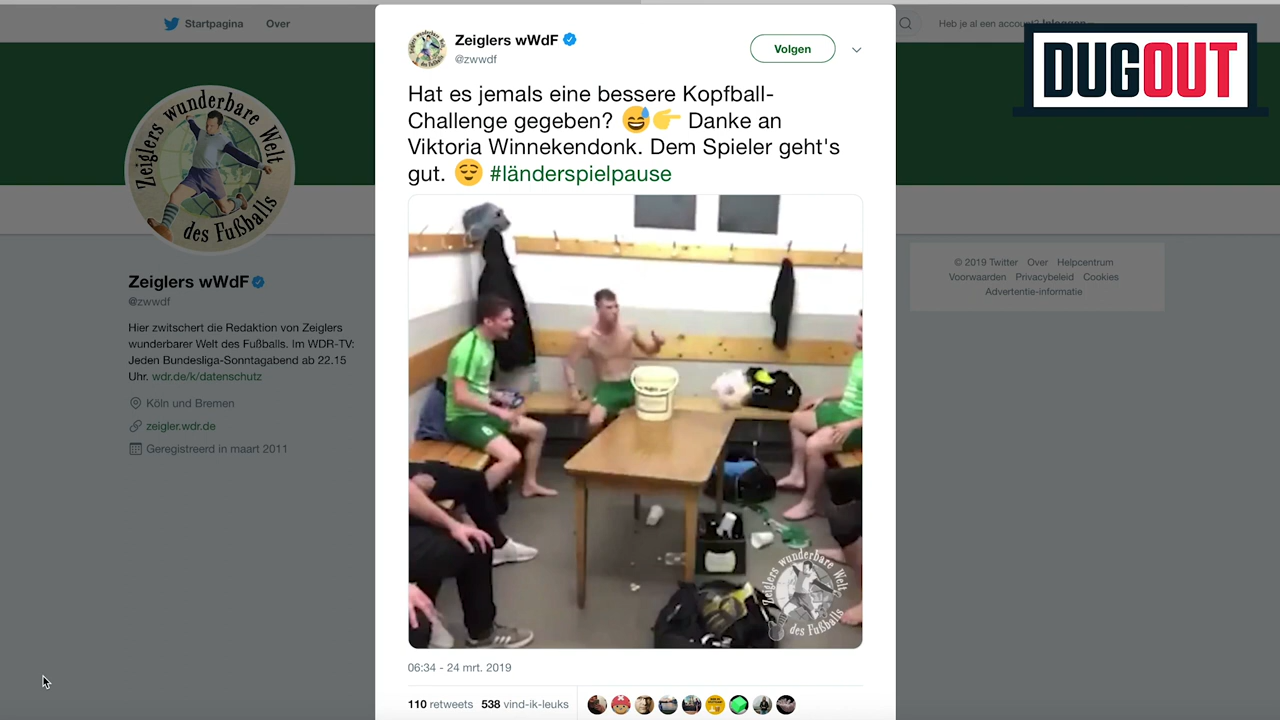 Startpagina Over
Zeiglers wWdF
@zwwdf
Volgen
Heb je al een account? Inloggen
DUGOUT
Hat es jemals eine bessere Kopfball-
Challenge gegeben? 😅👉 Danke an
Viktoria Winnekendonk. Dem Spieler geht's
gut. 😌 #länderspielpause
Zeiglers wunderbare Welt
des Fußballs
Zeiglers wWdF
@zwwdf
Hier zwitschert die Redaktion von Zeiglers
wunderbarer Welt des Fußballs. Im WDR-TV:
Jeden Bundesliga-Sonntagabend ab 22.15
Uhr. wdr.de/k/datenschutz
Köln und Bremen
zeigler.wdr.de
Geregistreerd in maart 2011
Zeiglers wunderbare Welt
des Fußballs
06:34 - 24 mrt. 2019
110 retweets 538 vind-ik-leuks
© 2019 Twitter Over Helpcentrum
Voorwaarden Privacybeleid Cookies
Advertentie-informatie